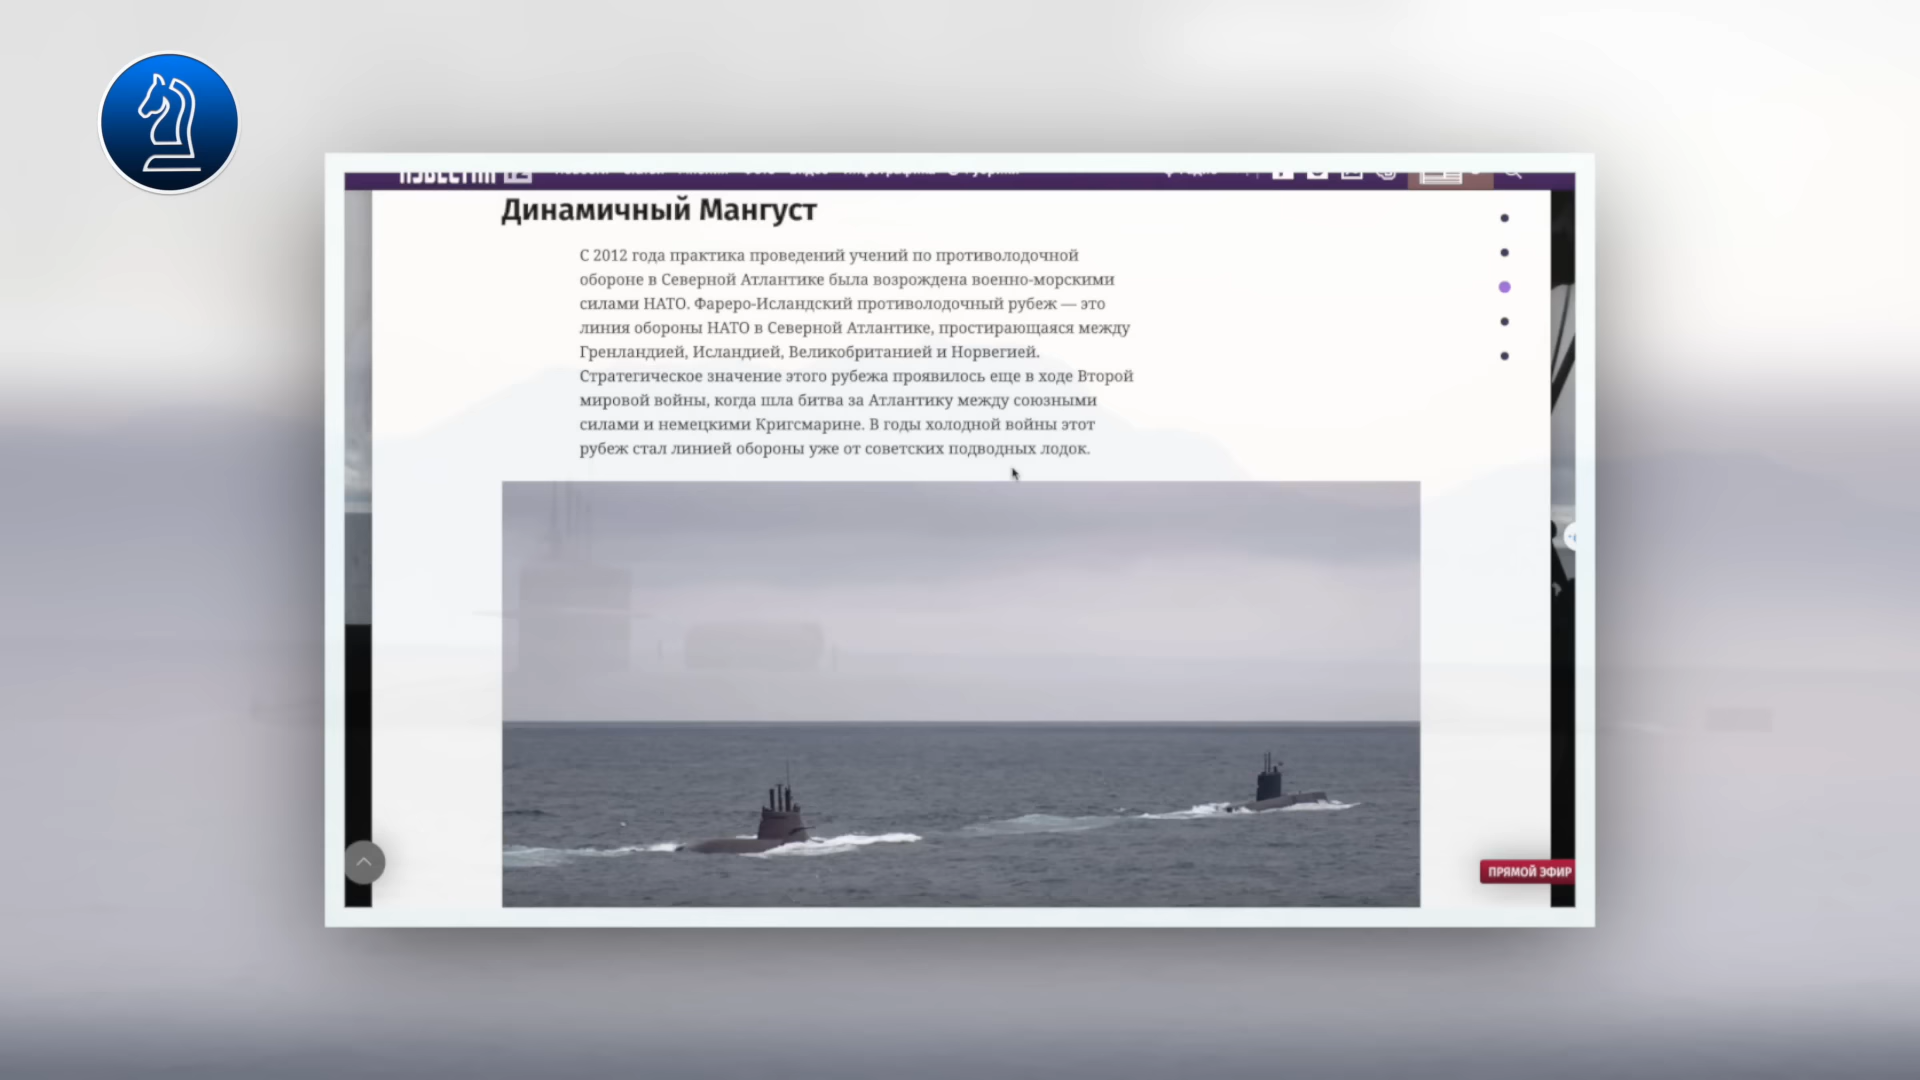 ИЗВЕСТИЯ IZ
Динамичный Мангуст
С 2012 года практика проведений учений по противолодочной
обороне в Северной Атлантике была возрождена военно-морскими
силами НАТО. Фареро-Исландский противолодочный рубеж — это
линия обороны НАТО в Северной Атлантике, простирающаяся между
Гренландией, Исландией, Великобританией и Норвегией.
Стратегическое значение этого рубежа проявилось еще в ходе Второй
мировой войны, когда шла битва за Атлантику между союзными
силами и немецкими Кригсмарине. В годы холодной войны этот
рубеж стал линией обороны уже от советских подводных лодок.
ПРЯМОЙ ЭФИР